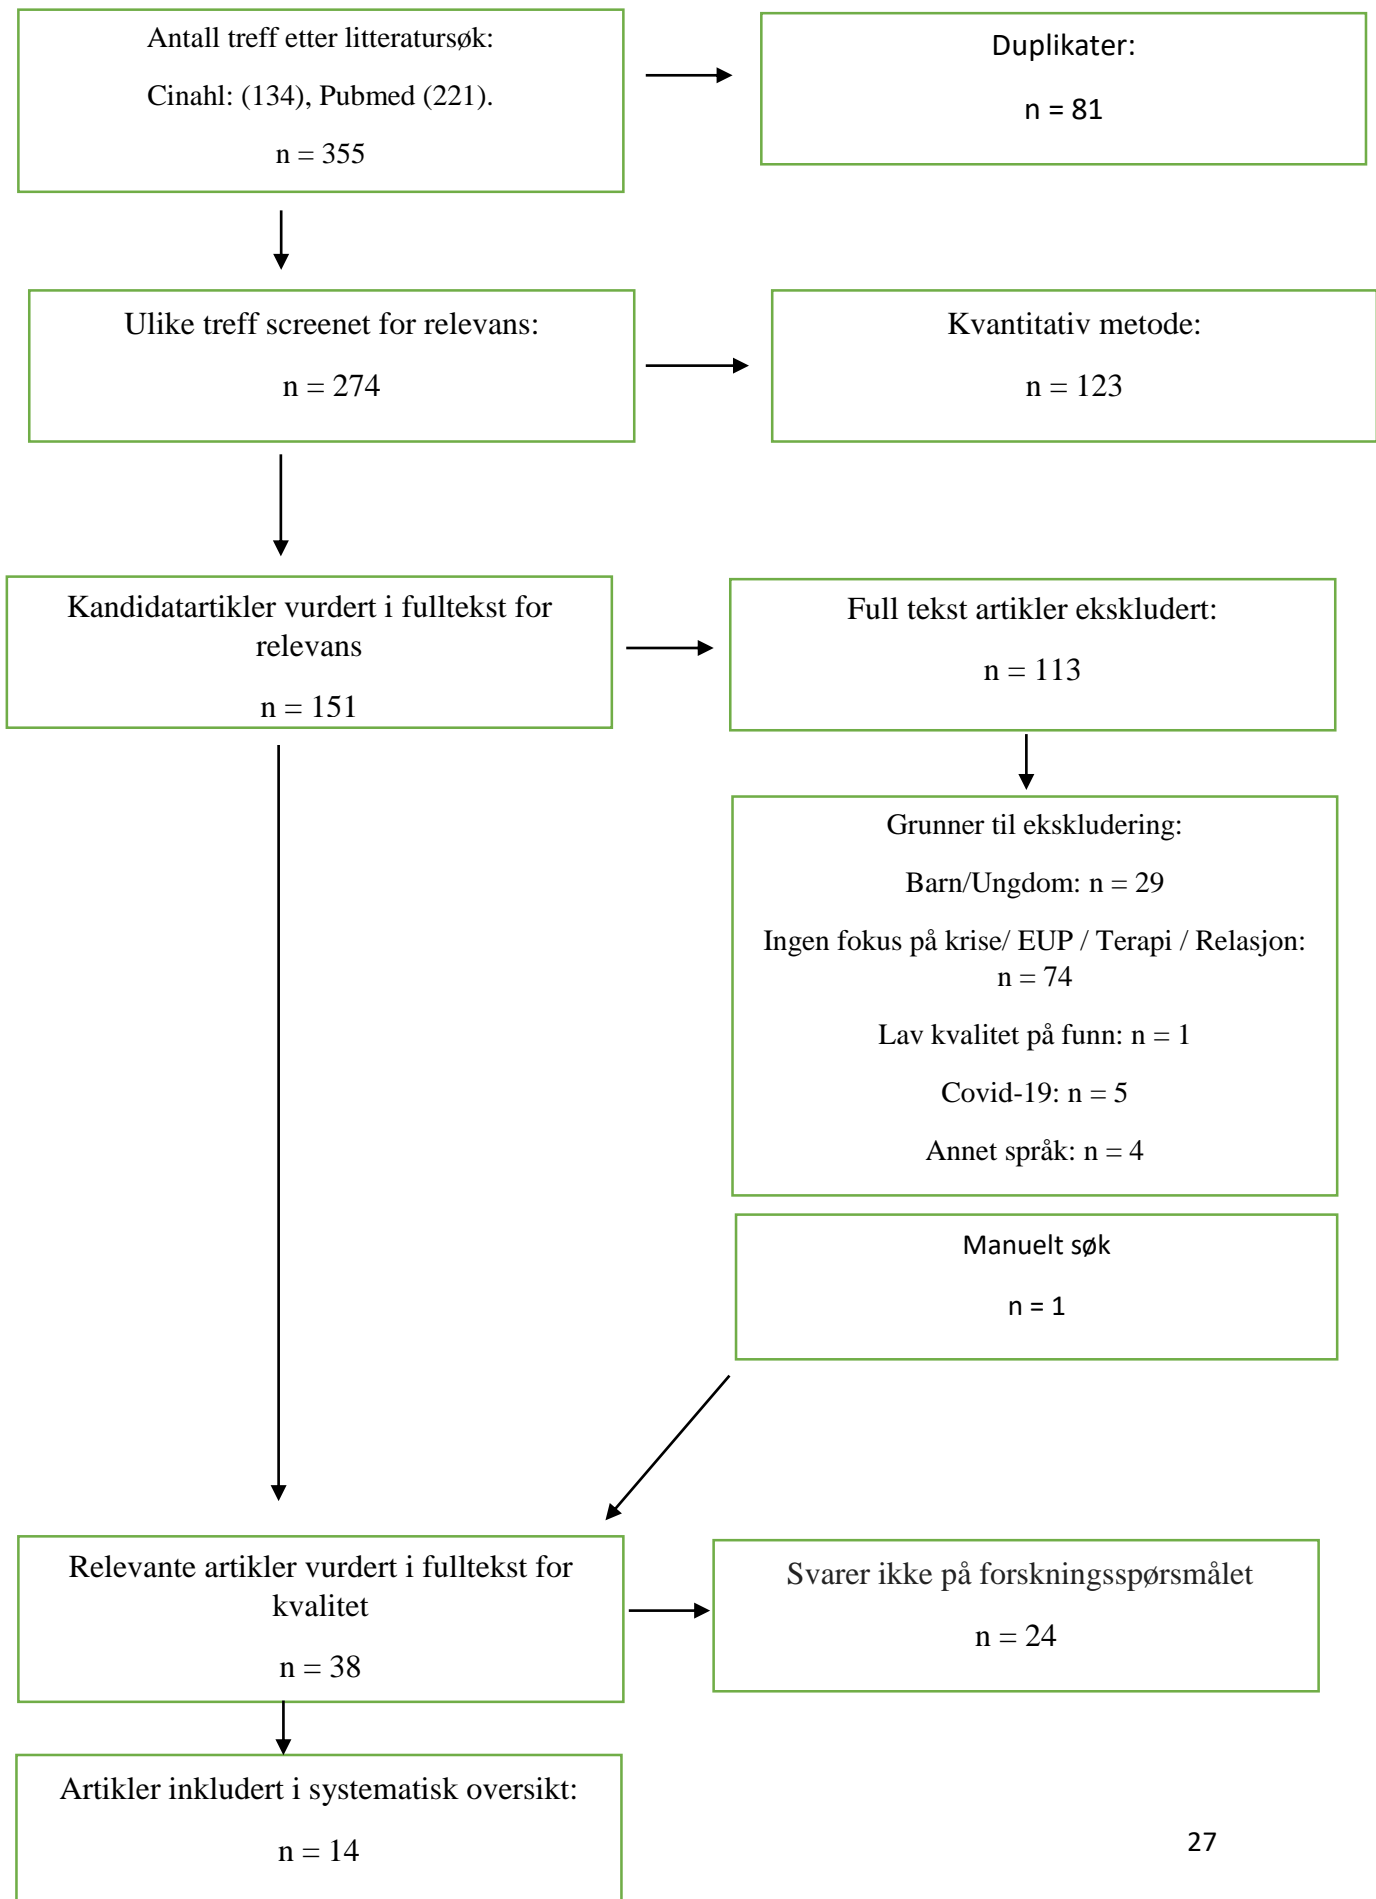 Antall treff etter litteratursøk:
Cinahl: (134), Pubmed (221).
n = 355
Duplikater:
n = 81
Ulike treff screenet for relevans:
n = 274
Kvantitativ metode:
n = 123
Kandidatartikler vurdert i fulltekst for
relevans
n = 151
Full tekst artikler ekskludert:
n = 113
Grunner til ekskludering:
Barn/Ungdom: n = 29
Ingen fokus på krise/ EUP / Terapi / Relasjon:
n = 74
Lav kvalitet på funn: n = 1
Covid-19: n = 5
Annet språk: n = 4
Manuelt søk
n = 1
Relevante artikler vurdert i fulltekst for
kvalitet
n = 38
Svarer ikke på forskningsspørsmålet
n = 24
Artikler inkludert i systematisk oversikt:
n = 14
27